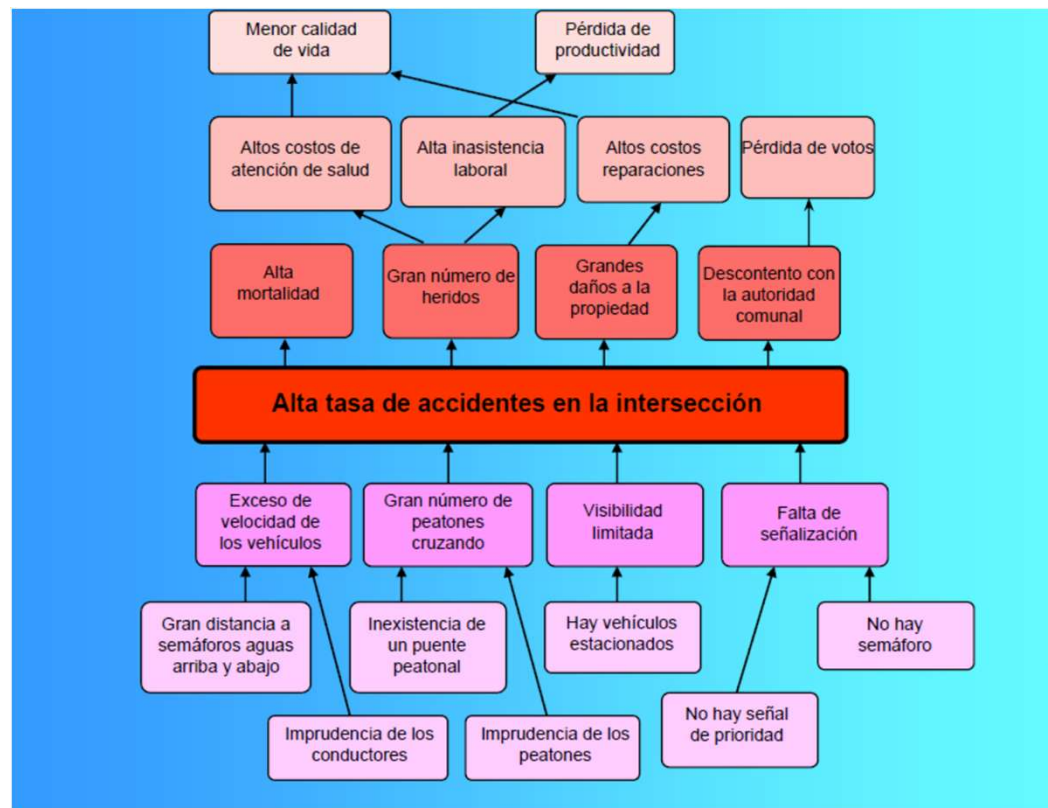 Menor calidad
de vida
Pérdida de
productividad
Altos costos de
atención de salud
Alta inasistencia
laboral
Altos costos
reparaciones
Pérdida de votos
Alta
mortalidad
Gran número de
heridos
Grandes
daños a la
propiedad
Descontento con
la autoridad
comunal
Alta tasa de accidentes en la intersección
Exceso de
velocidad de
los vehículos
Gran número de
peatones
cruzando
Visibilidad
limitada
Falta de
señalización
Gran distancia a
semáforos aguas
arriba y abajo
Inexistencia de
un puente
peatonal
Hay vehículos
estacionados
No hay
semáforo
Imprudencia de los
conductores
Imprudencia de los
peatones
No hay señal
de prioridad